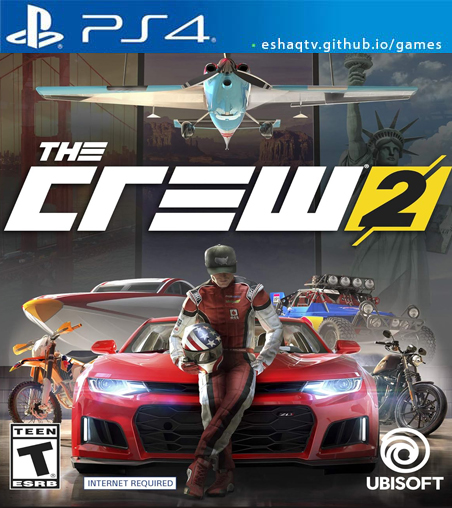 PS4
eshaqtv.github.io/games
THE
CREW 2
TEEN
T
ESRB
INTERNET REQUIRED
UBISOFT